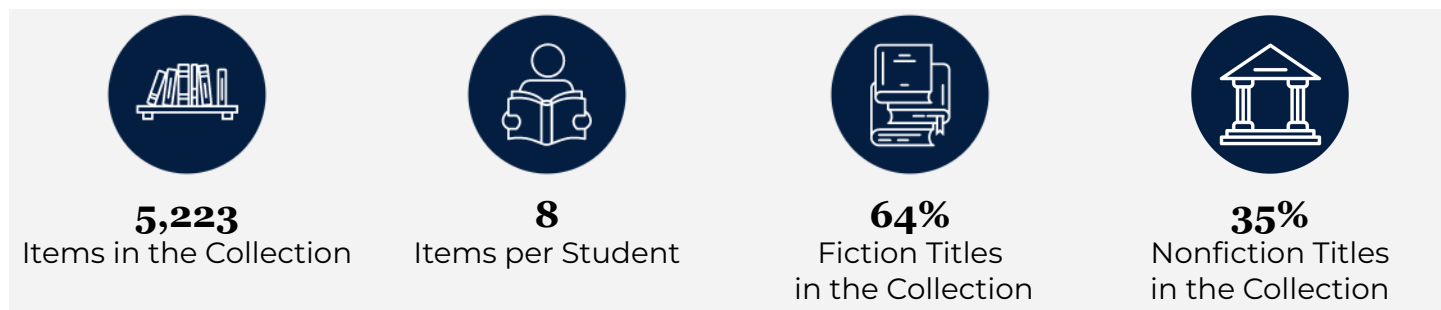 5,223
Items in the Collection
8
Items per Student
64%
Fiction Titles
in the Collection
35%
Nonfiction Titles
in the Collection